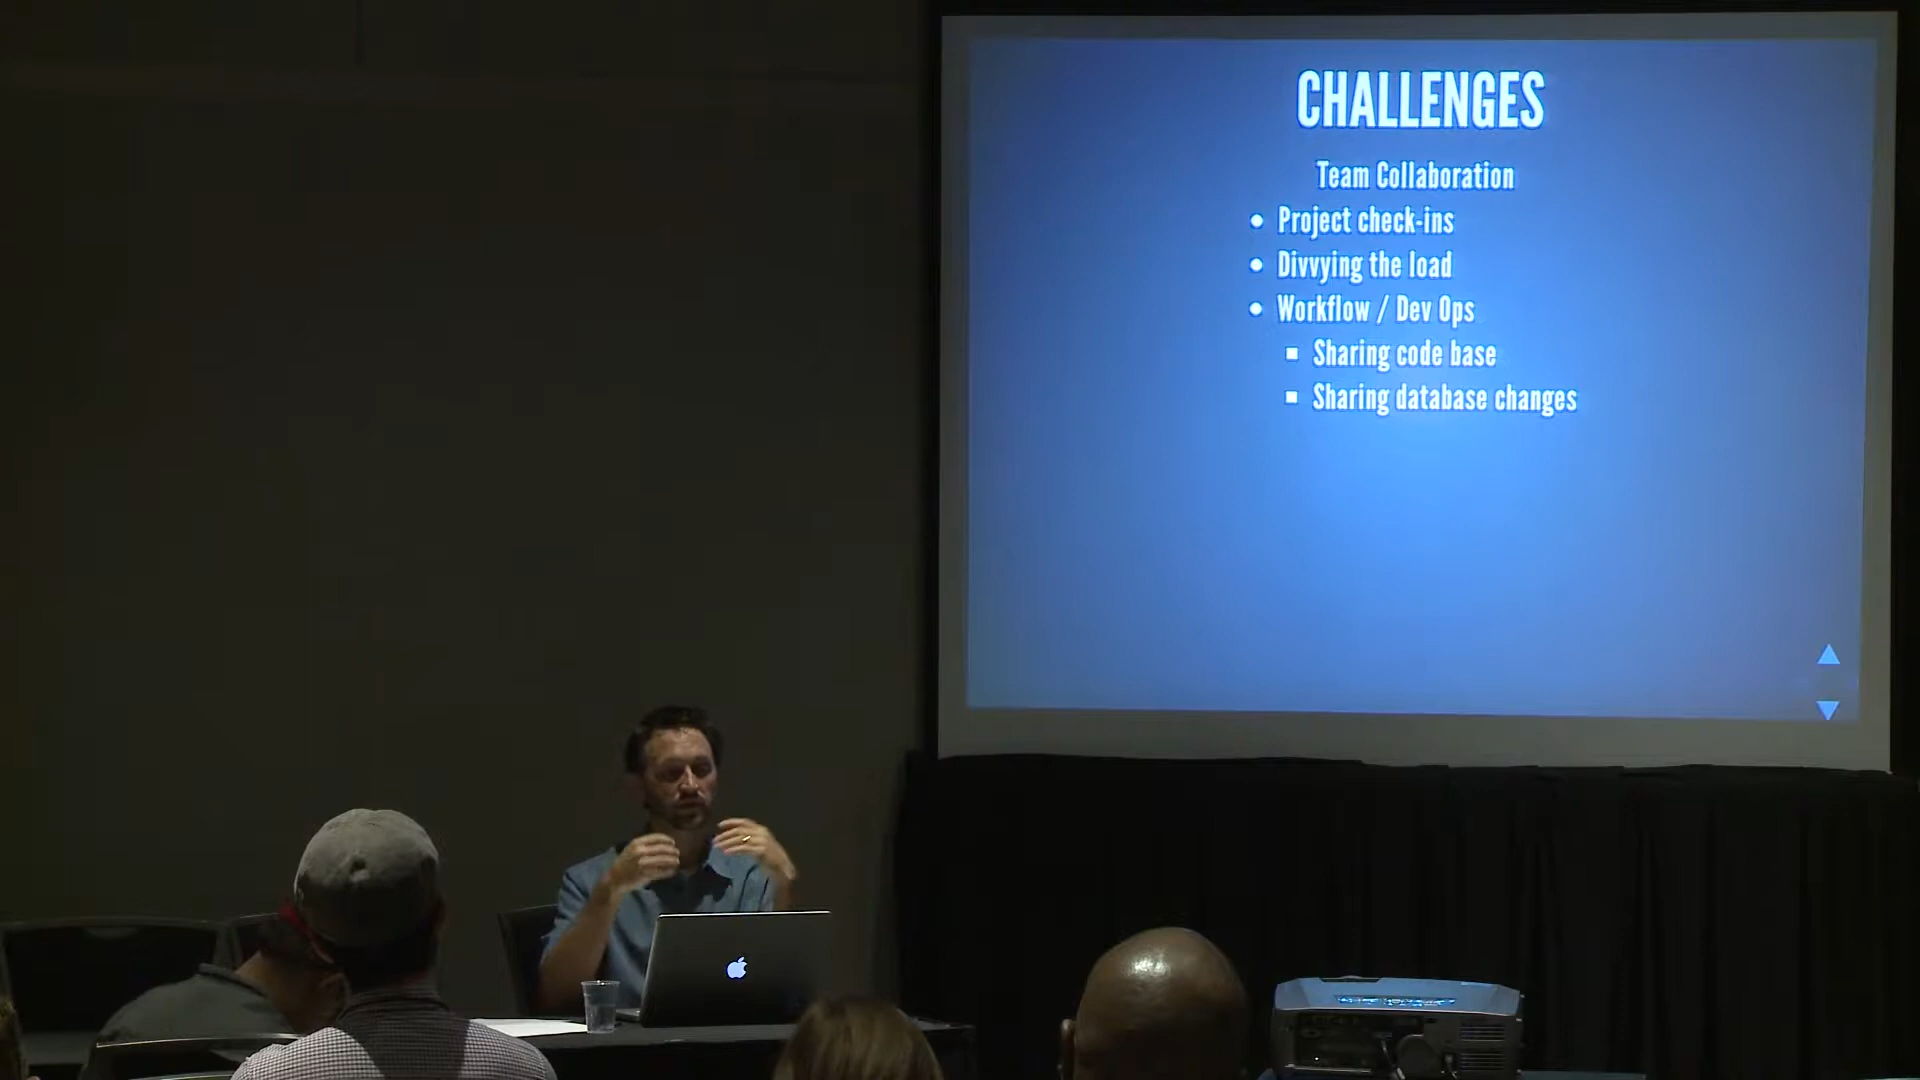 CHALLENGES
Team Collaboration
Project check-ins
Divvying the load
Workflow / Dev Ops
Sharing code base
Sharing database changes